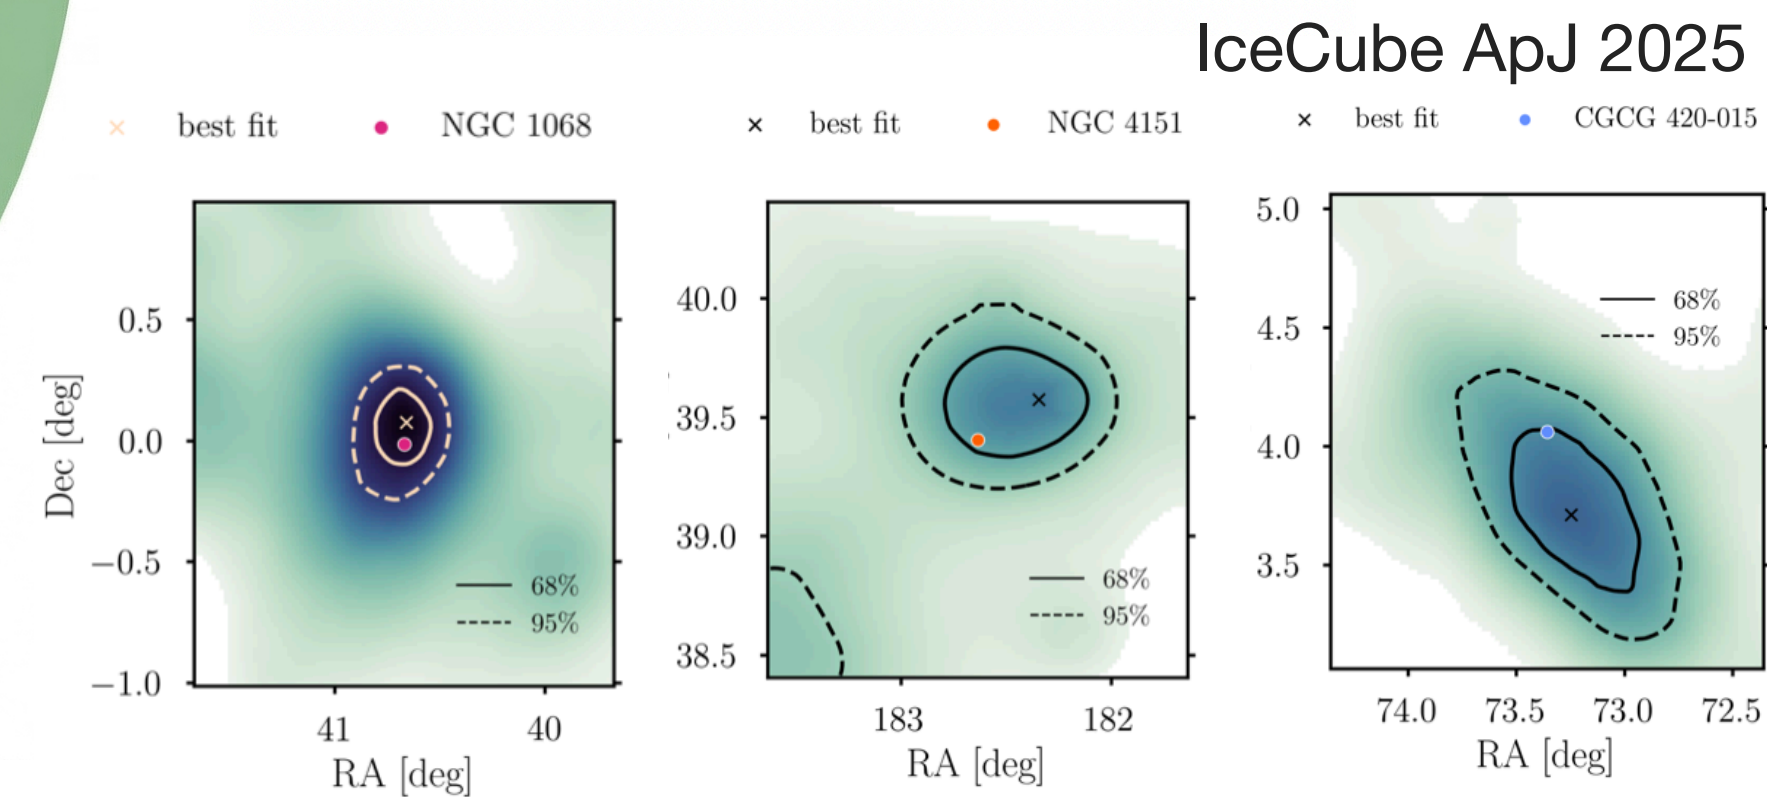 IceCube ApJ 2025
× best fit ● NGC 1068
× best fit ● NGC 4151
× best fit ● CGCG 420-015
Dec [deg]
0.5
0.0
−0.5
−1.0
68%
95%
41 40
RA [deg]
40.0
39.5
39.0
38.5
68%
95%
183 182
RA [deg]
5.0
4.5
4.0
3.5
68%
95%
74.0 73.5 73.0 72.5
RA [deg]